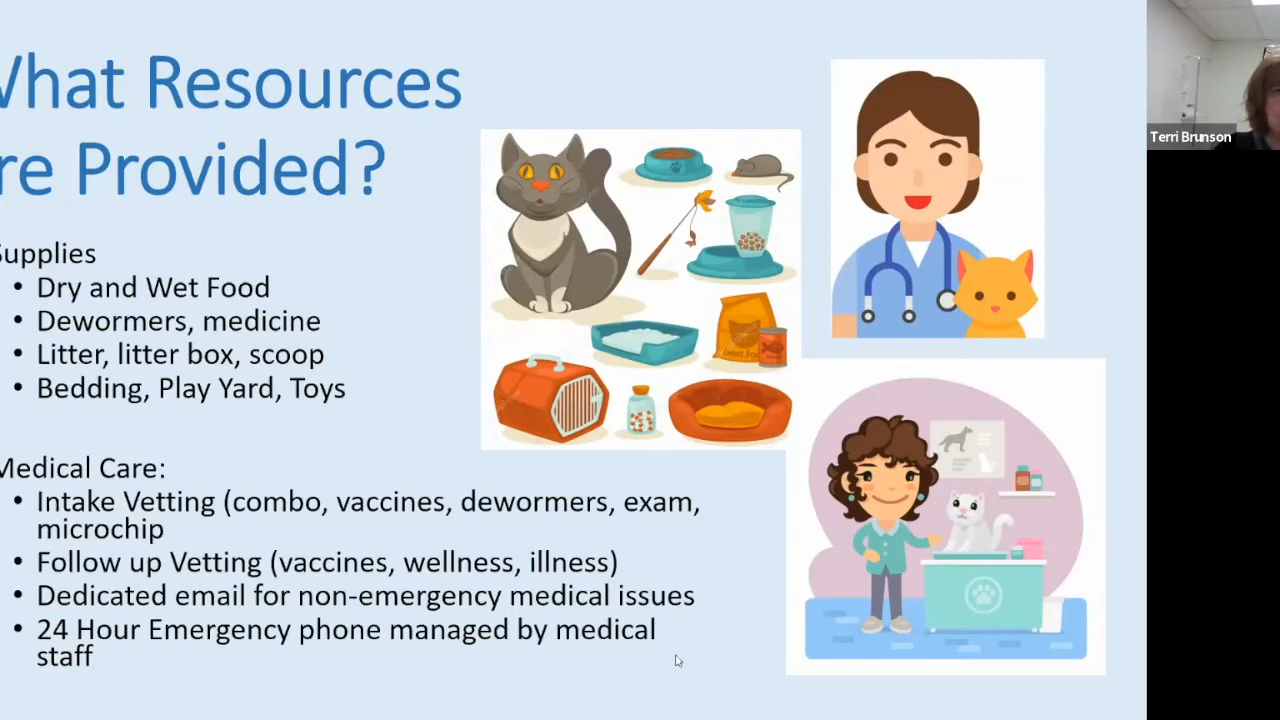 What Resources
re Provided?
Supplies
• Dry and Wet Food
• Dewormers, medicine
• Litter, litter box, scoop
• Bedding, Play Yard, Toys
Medical Care:
• Intake Vetting (combo, vaccines, dewormers, exam,
microchip
• Follow up Vetting (vaccines, wellness, illness)
• Dedicated email for non-emergency medical issues
• 24 Hour Emergency phone managed by medical
staff
Terri Brunson